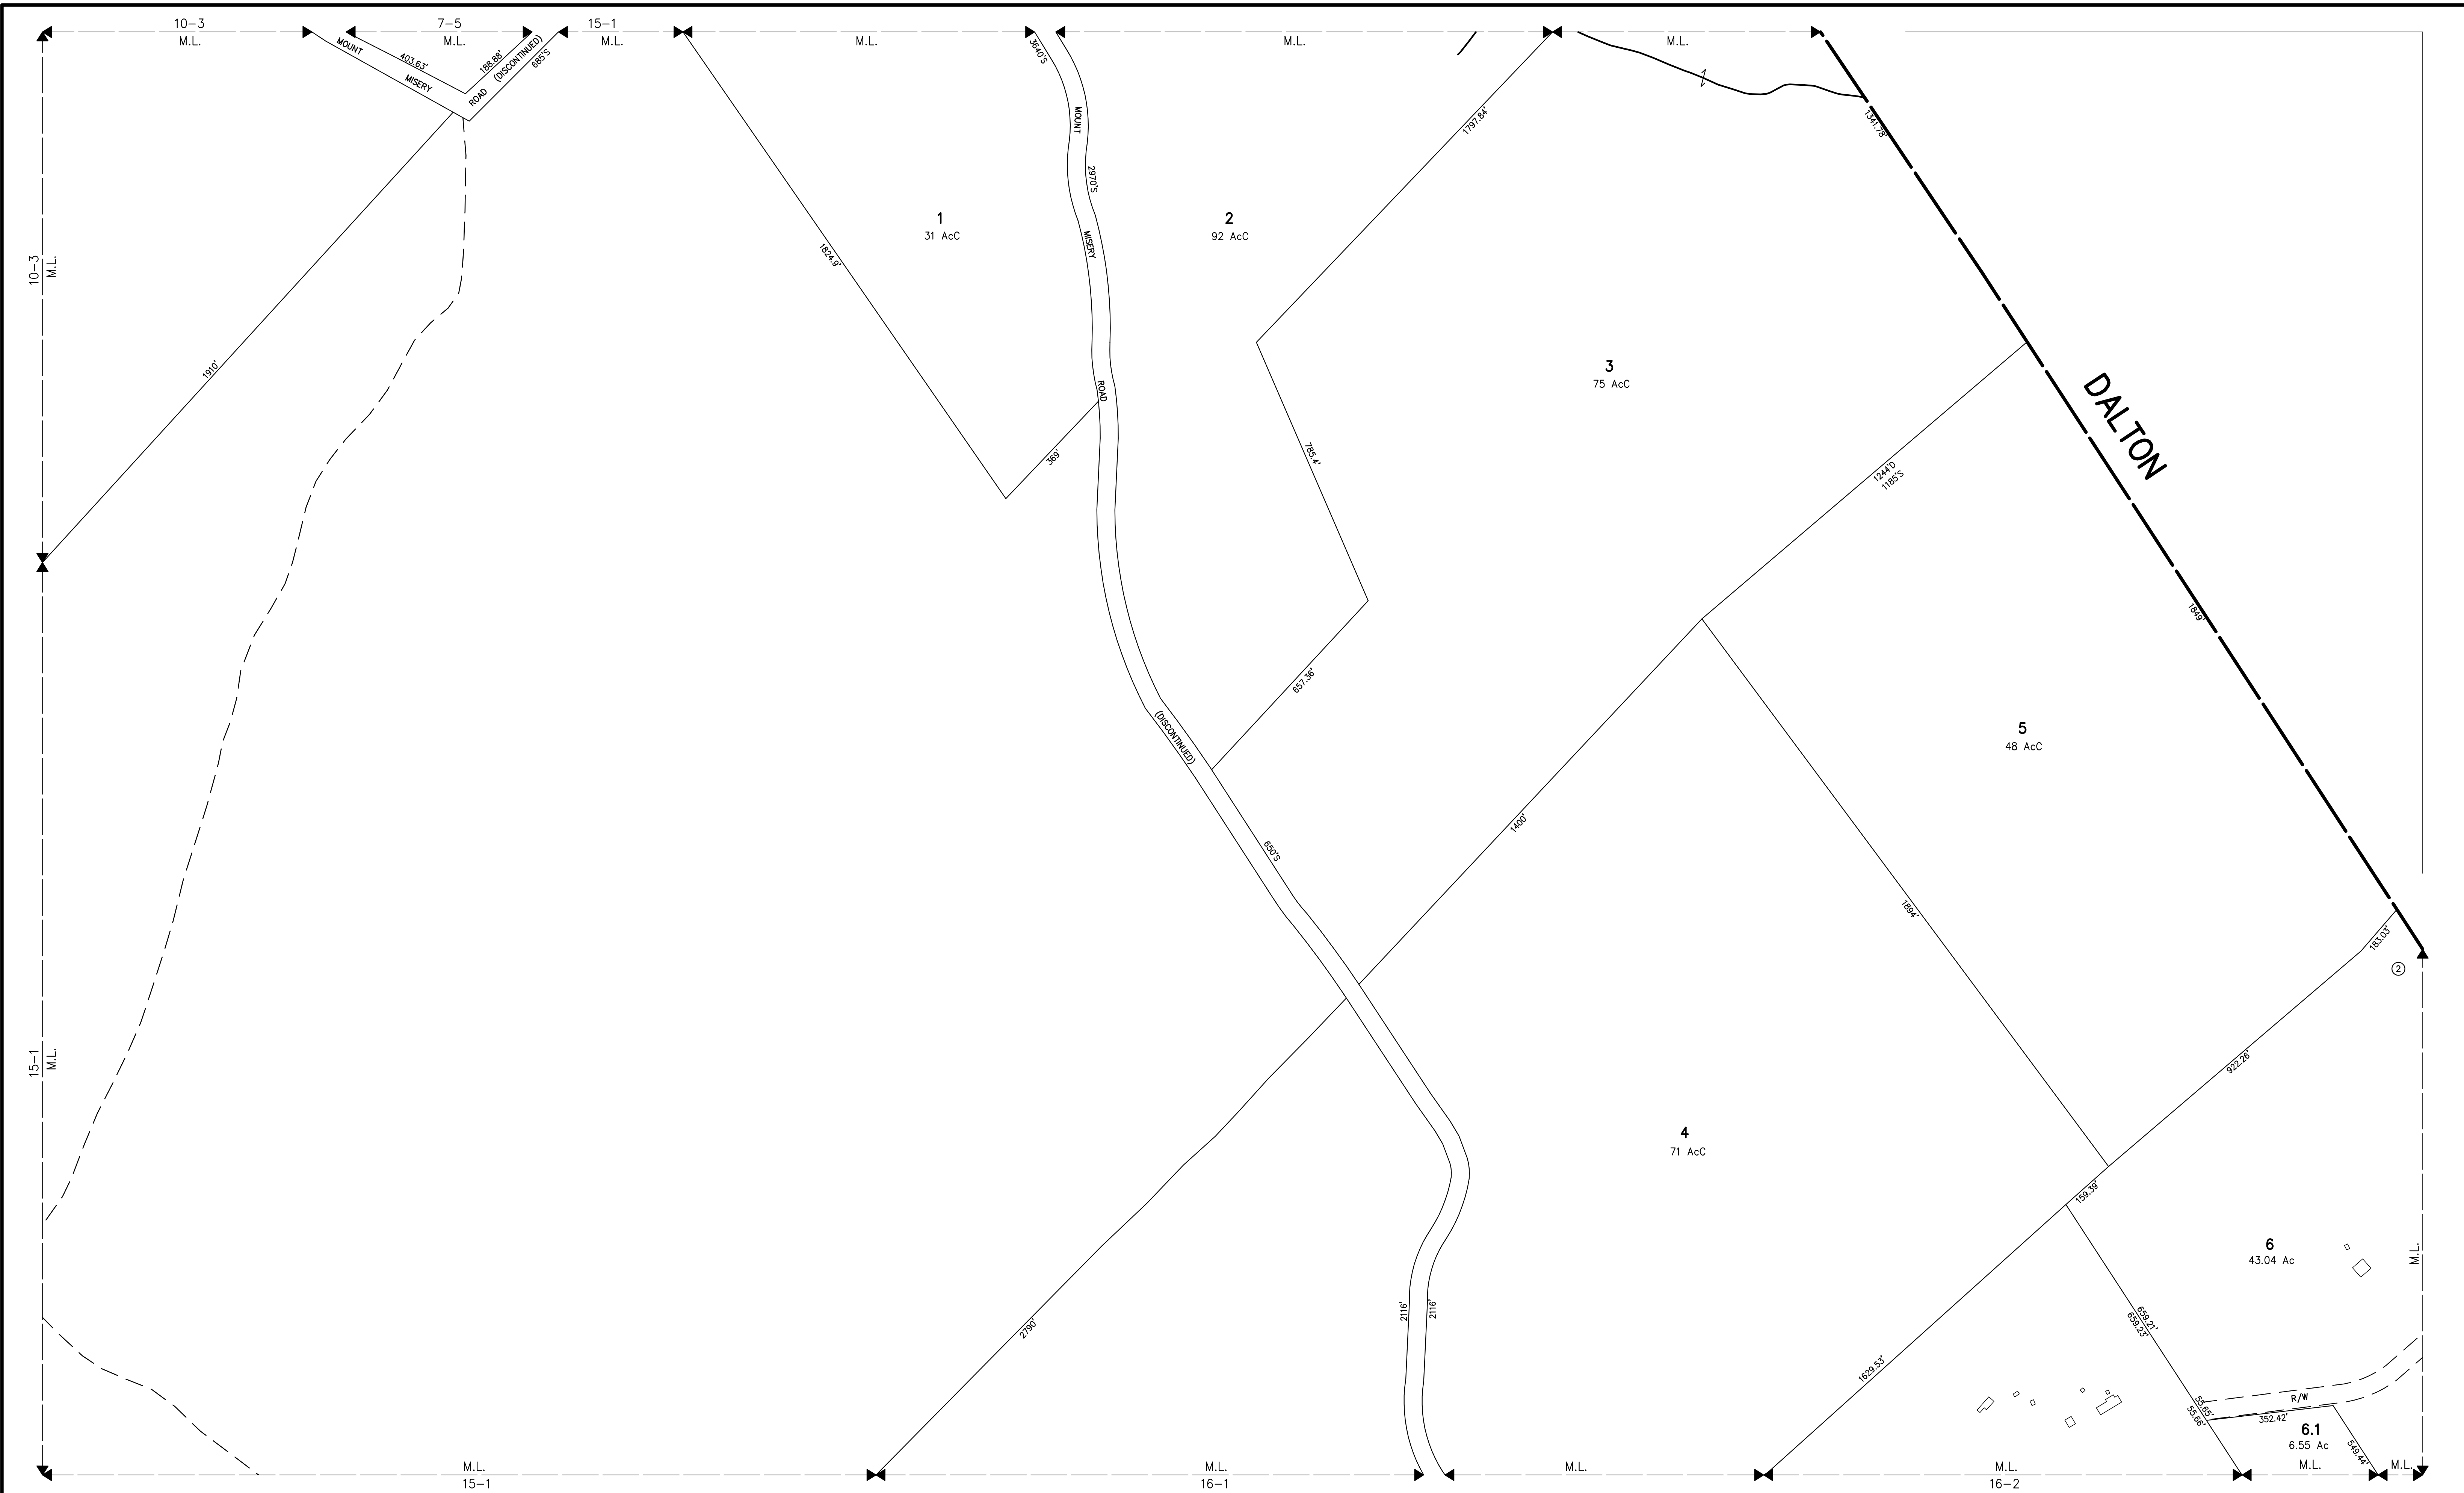 10-3
7-5
15-1
M.L.
M.L.
M.L.
M.L.
M.L.
M.L.
MOUNT
403.63'
188.88'
(DISCONTINUED)
685'S
MISERY
ROAD
3640'S
MOUNT
2970'S
MISERY
ROAD
1797.84'
1341.78'
1
31 AcC
2
92 AcC
1824.9'
10-3
M.L.
1910'
369'
785.4'
3
75 AcC
DALTON
1244'D
1185'S
1849'
657.36'
(DISCONTINUED)
5
48 AcC
650'S
1400'
1894'
183.03'
2
15-1
M.L.
922.26'
4
71 AcC
159.39'
6
43.04 Ac
M.L.
2116'
2116'
2790'
659.21'
659.23'
1629.53'
R/W
55.65'
55.66'
352.42'
6.1
6.55 Ac
549.44'
M.L.
M.L.
M.L.
M.L.
M.L.
M.L.
15-1
16-1
16-2